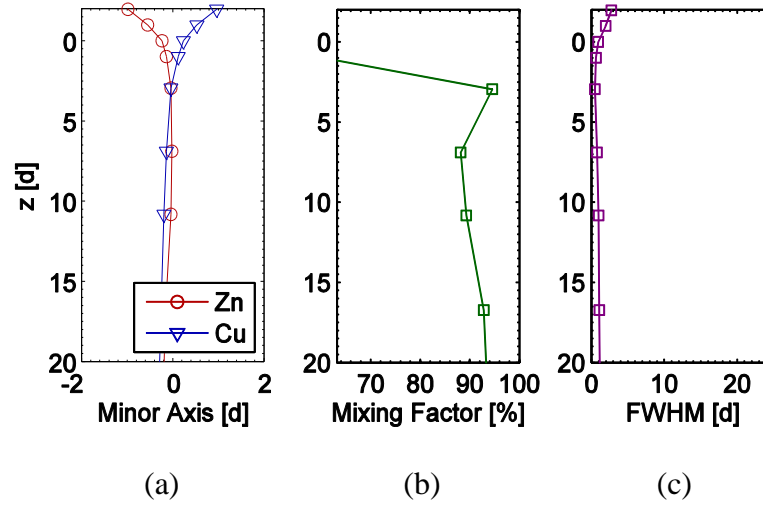 0 0 0
5 5 5
z [d]
10 10 10
15 15 15
Zn
Cu
20 20 20
-2 0 2 70 80 90 100 0 10 20
Minor Axis [d] Mixing Factor [%] FWHM [d]
(a) (b) (c)